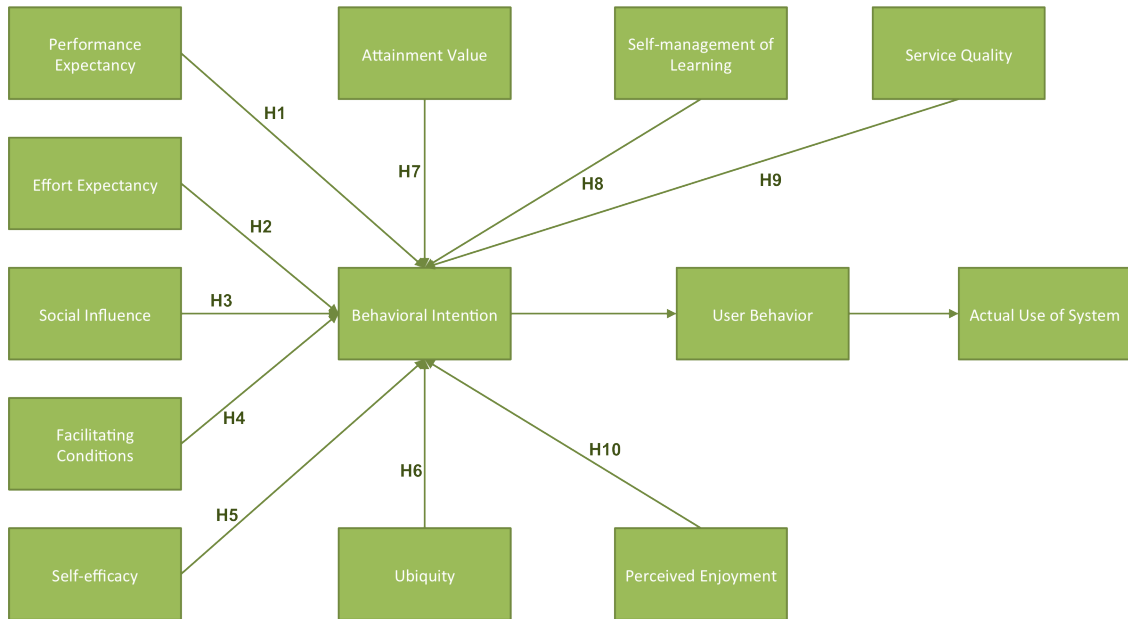 Performance
Expectancy
Attainment Value
Self-management of
Learning
Service Quality
H1
H7
H8
H9
Effort Expectancy
H2
Social Influence
H3
Behavioral Intention
User Behavior
Actual Use of System
Facilitating
Conditions
H4
H10
H6
H5
Self-efficacy
Ubiquity
Perceived Enjoyment